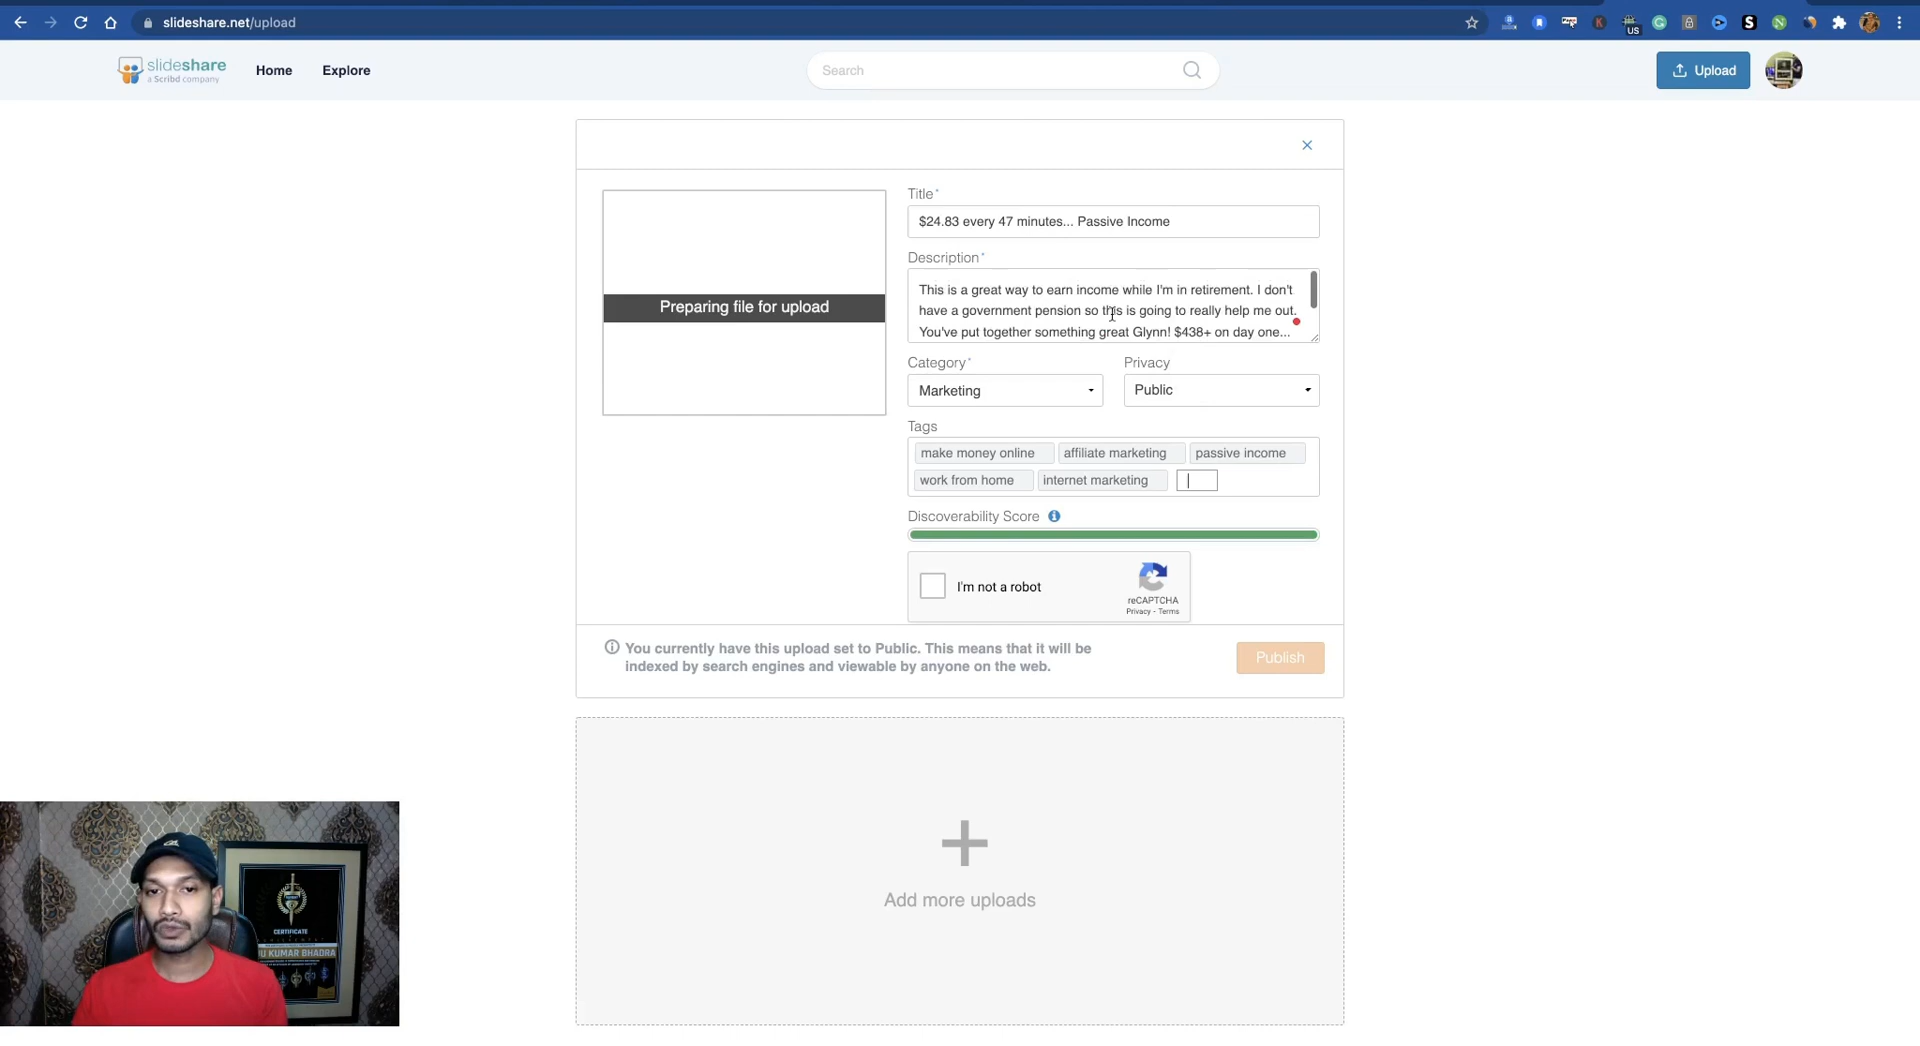 slideshare.net/upload
US
slideshare
a Scribd company
Home
Explore
Search
Upload
Title*
$24.83 every 47 minutes... Passive Income
Description*
This is a great way to earn income while I'm in retirement. I don't
have a government pension so this is going to really help me out.
You've put together something great Glynn! $438+ on day one...
Category*
Privacy
Marketing
Public
Tags
make money online
affiliate marketing
passive income
work from home
internet marketing
Discoverability Score
I'm not a robot
reCAPTCHA
Privacy - Terms
You currently have this upload set to Public. This means that it will be
indexed by search engines and viewable by anyone on the web.
Publish
Preparing file for upload
Add more uploads
CERTIFICATE
U KUMAR BHADRA